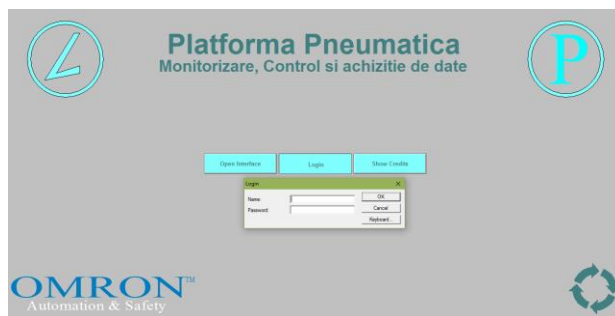 Platforma Pneumatica
Monitorizare, Control si achizitie de date
P
Open Interface
Login
Show Credits
Login
Name:
OK
Password:
Cancel
Keyboard...
OMRON™
Automation & Safety